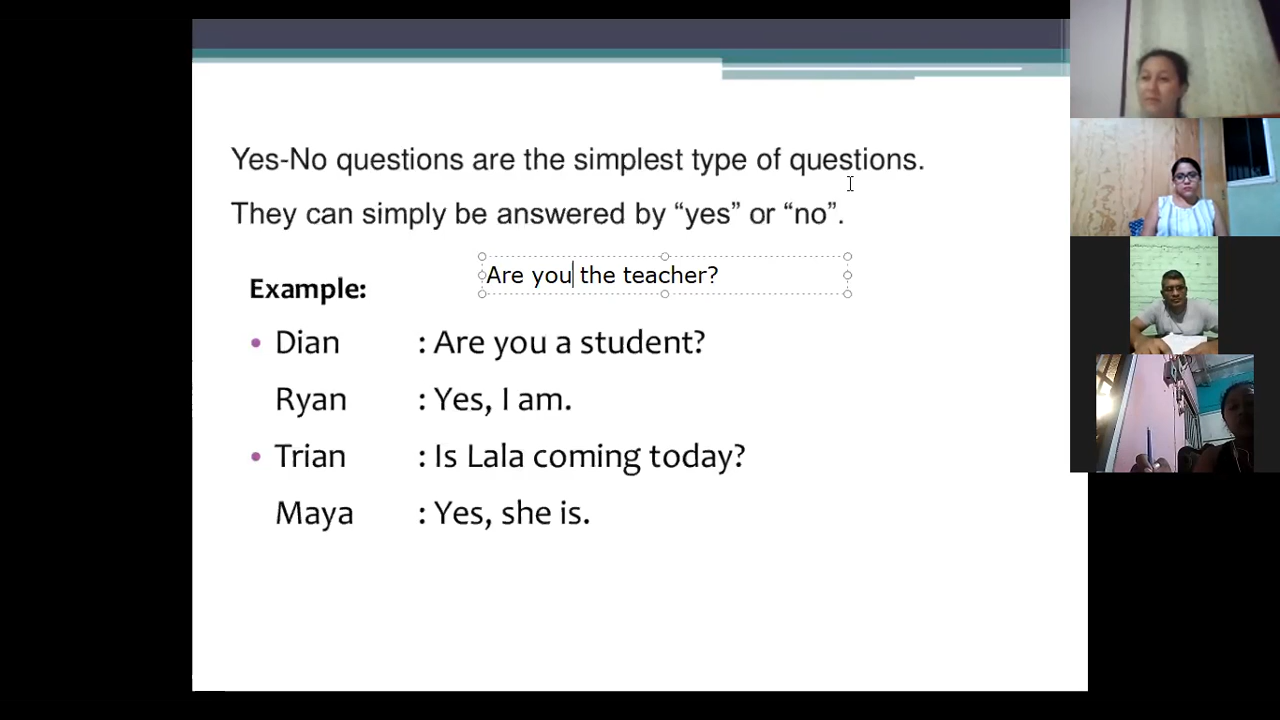 Yes-No questions are the simplest type of questions.
They can simply be answered by “yes” or “no”.
Are you the teacher?
Example:
• Dian : Are you a student?
Ryan : Yes, I am.
• Trian : Is Lala coming today?
Maya : Yes, she is.